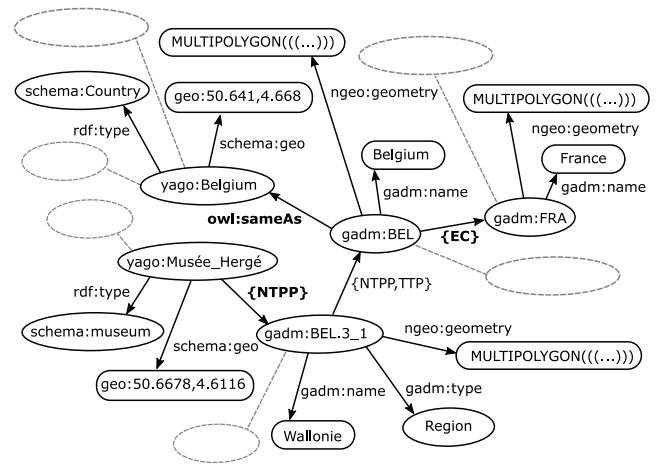 MULTIPOLYGON(((...)))
ngeo:geometry
schema:Country
geo:50.641,4.668
MULTIPOLYGON(((...)))
rdf:type
schema:geo
Belgium
ngeo:geometry
France
yago:Belgium
gadm:name
gadm:name
owl:sameAs
gadm:BEL
{EC}
gadm:FRA
yago:Musée_Hergé
{NTPP,TTP}
rdf:type
{NTPP}
schema:museum
gadm:BEL.3_1
ngeo:geometry
schema:geo
MULTIPOLYGON(((...)))
geo:50.6678,4.6116
gadm:name
gadm:type
Wallonie
Region